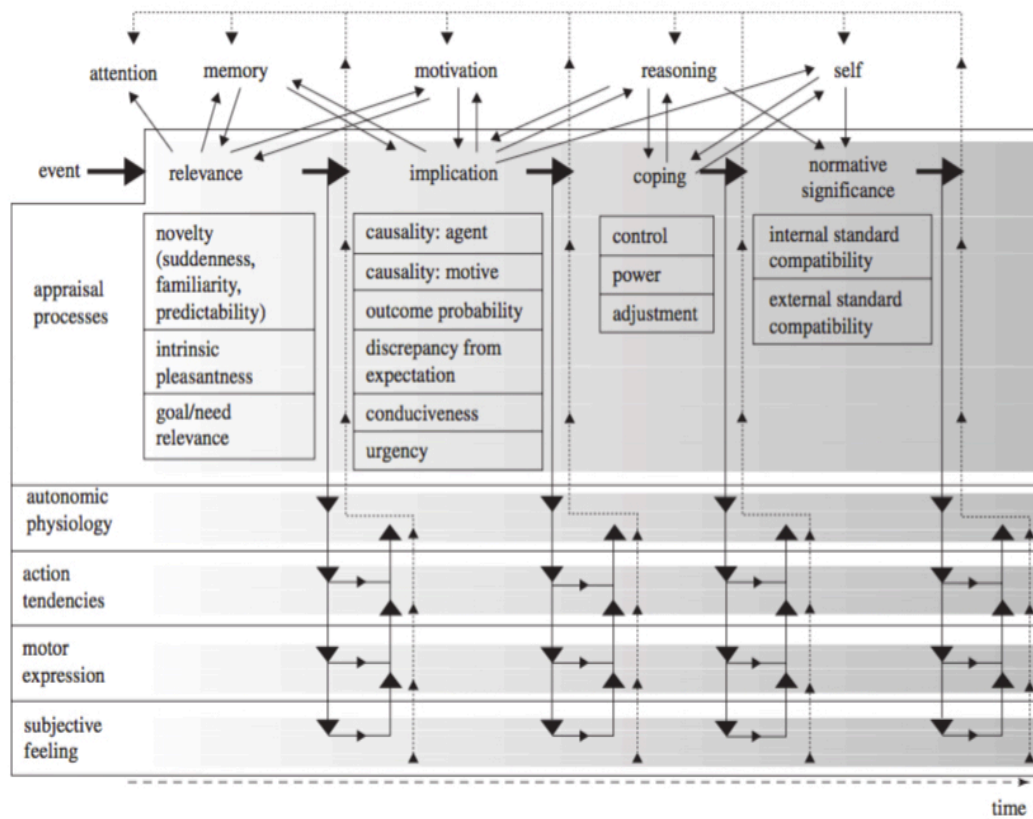 attention
memory
motivation
reasoning
self
event
relevance
implication
coping
normative
significance
appraisal
processes
novelty
(suddenness,
familiarity,
predictability)
intrinsic
pleasantness
goal/need
relevance
causality: agent
causality: motive
outcome probability
discrepancy from
expectation
conduciveness
urgency
control
power
adjustment
internal standard
compatibility
external standard
compatibility
autonomic
physiology
action
tendencies
motor
expression
subjective
feeling
time